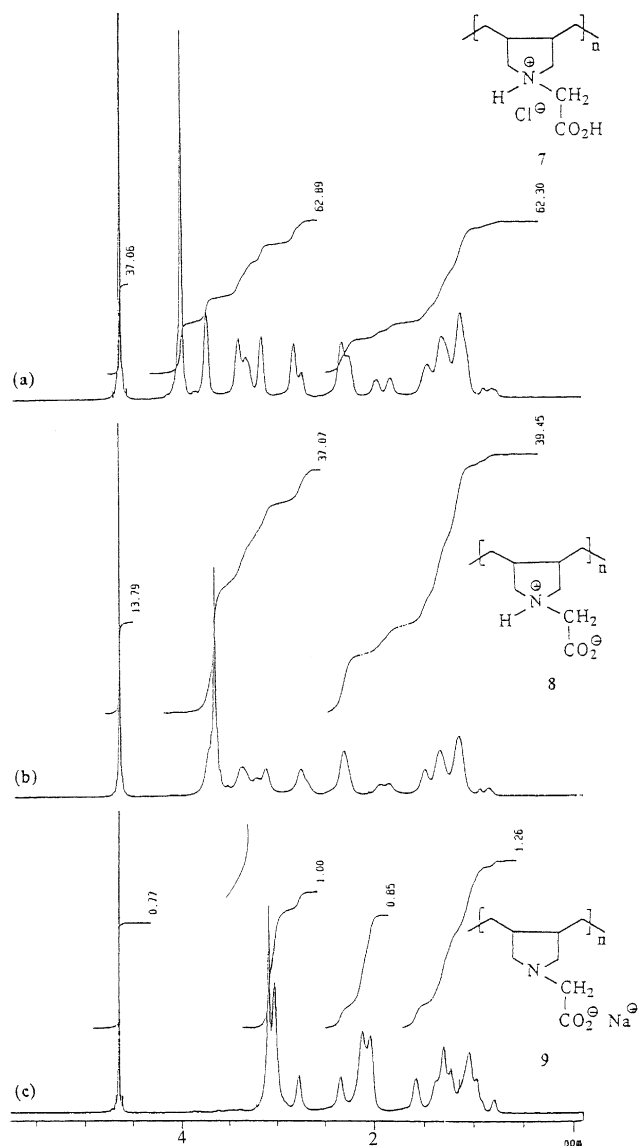 n
N
⊕
H
Cl⊖
CH2
CO2H
7
62.89
62.30
37.06
(a)
37.07
39.45
13.79
n
N
⊕
H
CH2
CO2⊖
8
(b)
1.00
0.85
1.26
0.77
n
N
CH2
CO2⊖ Na⊖
9
(c)
4
2
ppm